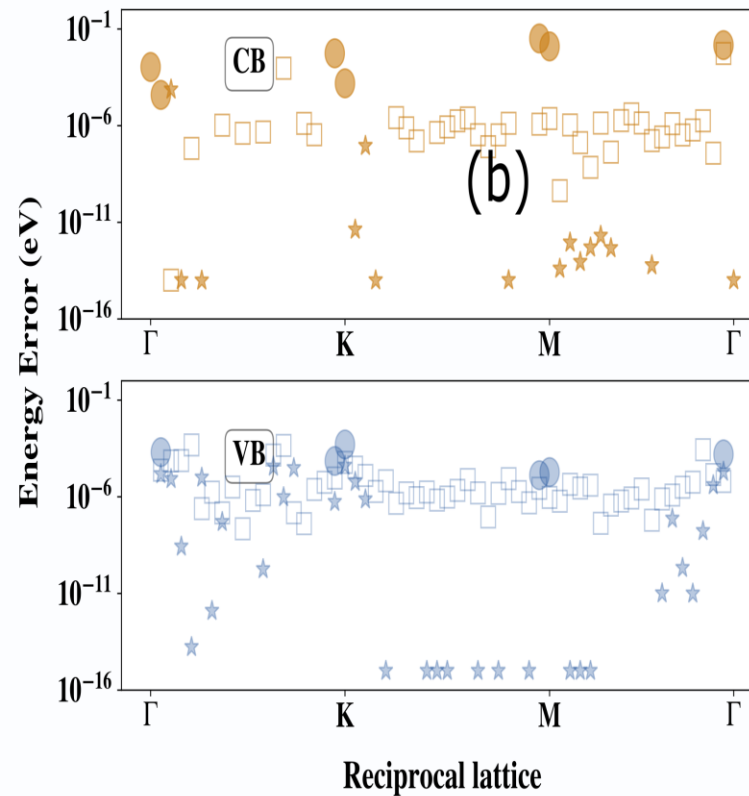 10⁻¹
CB
10⁻⁶
(b)
10⁻¹¹
10⁻¹⁶
Γ K M Γ
Energy Error (eV)
10⁻¹
VB
10⁻⁶
10⁻¹¹
10⁻¹⁶
Γ K M Γ
Reciprocal lattice